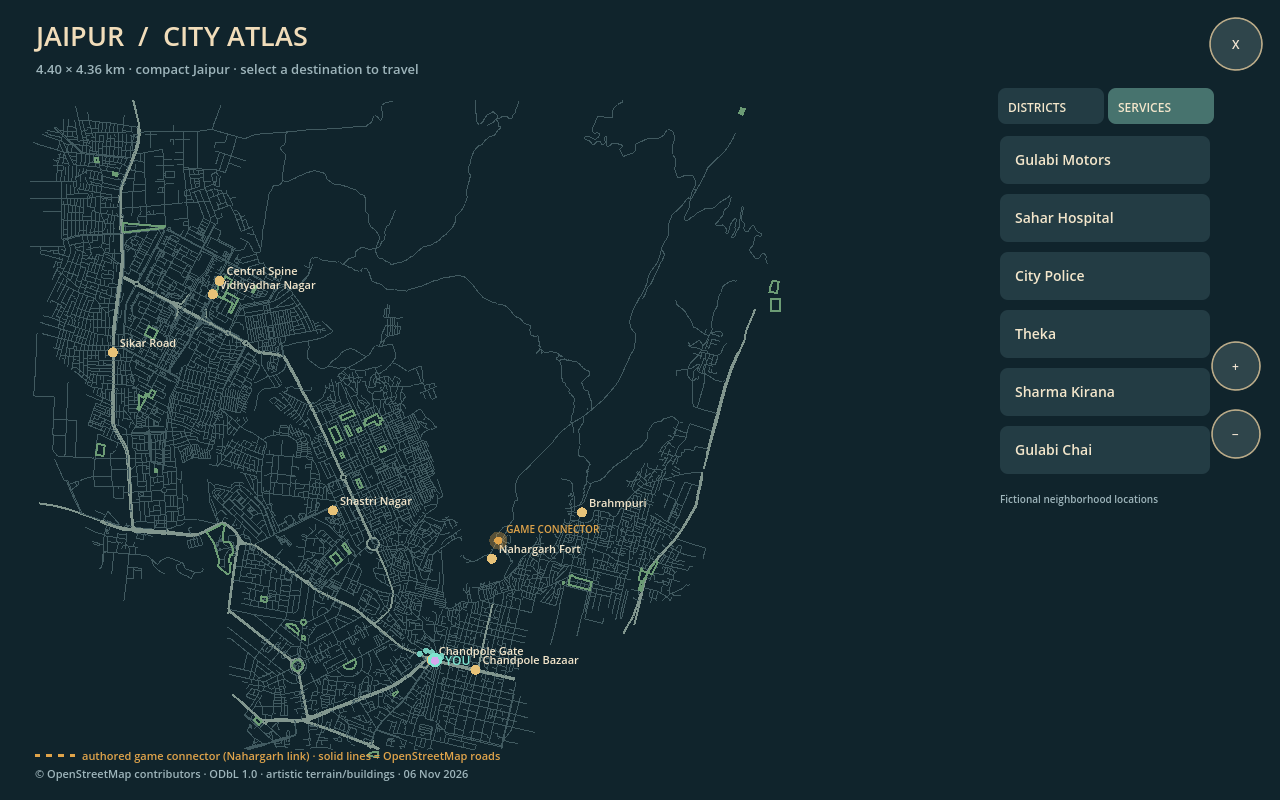 JAIPUR / CITY ATLAS
4.40 × 4.36 km · compact Jaipur · select a destination to travel
X
DISTRICTS
SERVICES
Gulabi Motors
Sahar Hospital
City Police
Theka
Sharma Kirana
Gulabi Chai
+
−
Fictional neighborhood locations
Central Spine
Vidhyadhar Nagar
Sikar Road
Shastri Nagar
Brahmpuri
GAME CONNECTOR
Nahargarh Fort
Chandpole Gate
YOU
Chandpole Bazaar
authored game connector (Nahargarh link) · solid lines = OpenStreetMap roads
© OpenStreetMap contributors · ODbL 1.0 · artistic terrain/buildings · 06 Nov 2026